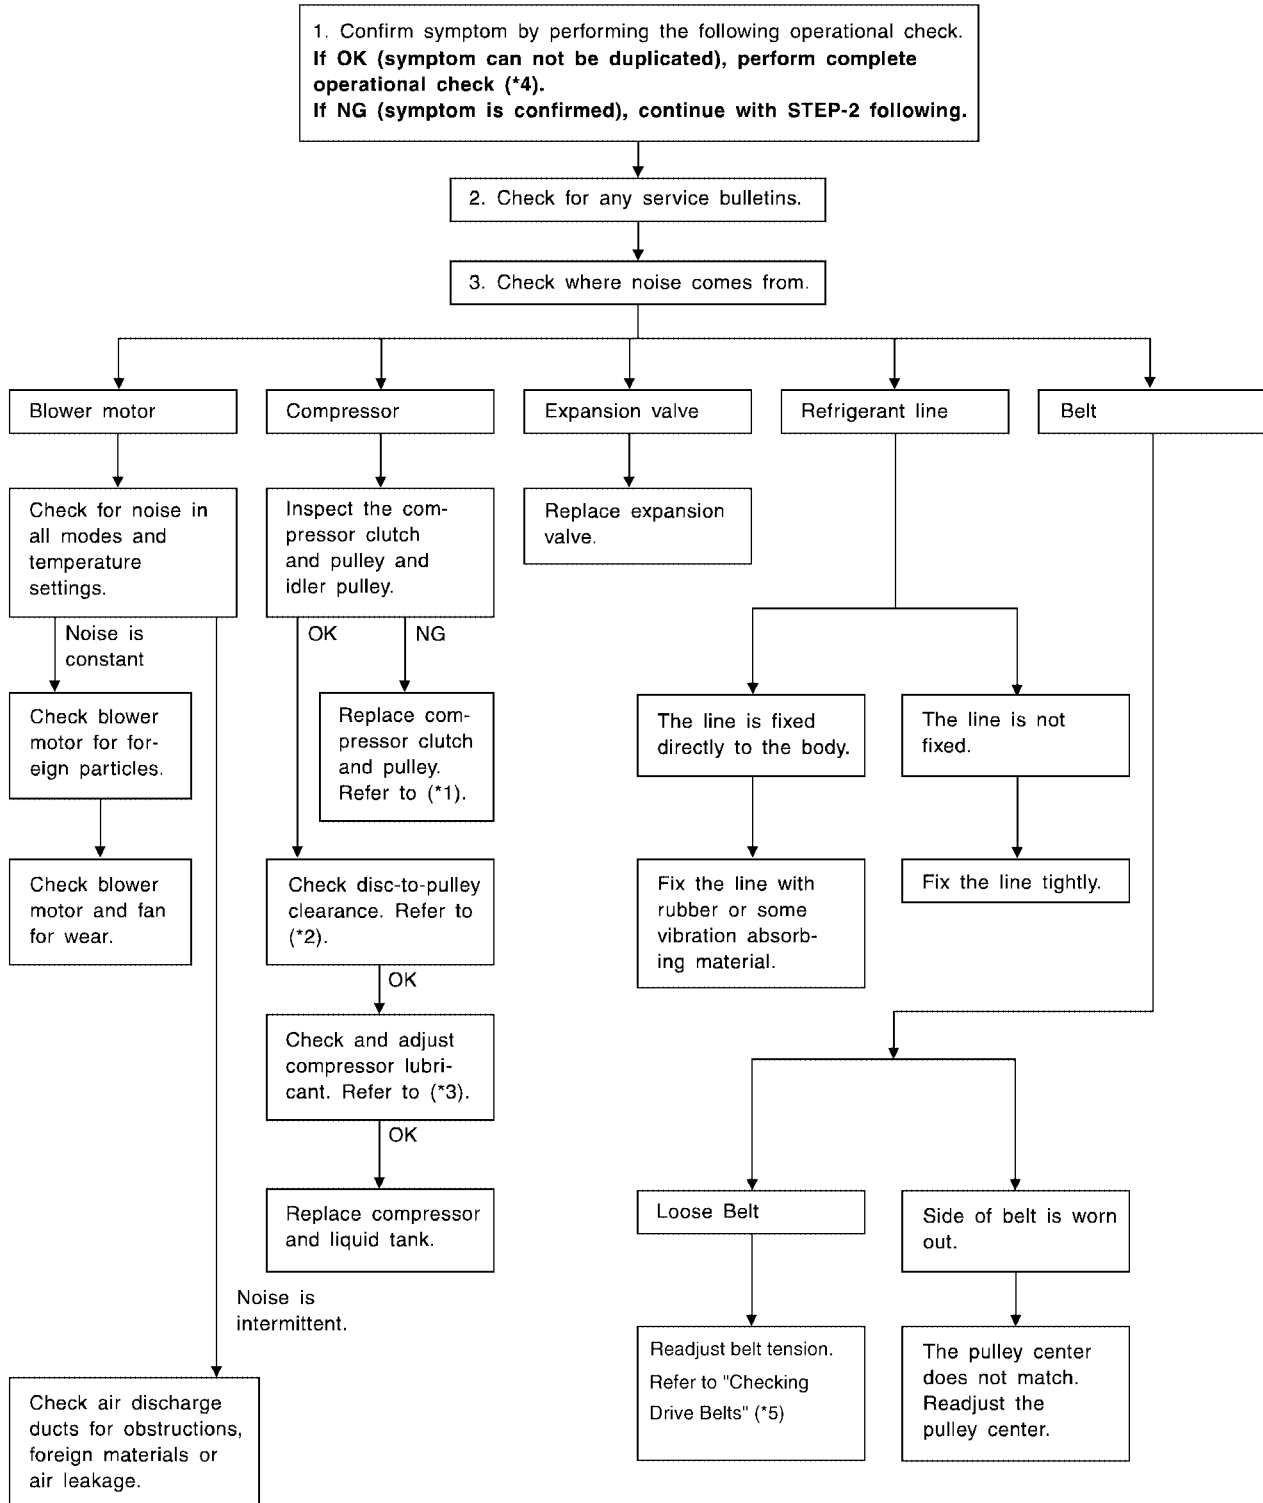 1. Confirm symptom by performing the following operational check.
If OK (symptom can not be duplicated), perform complete
operational check (*4).
If NG (symptom is confirmed), continue with STEP-2 following.
2. Check for any service bulletins.
3. Check where noise comes from.
Blower motor
Compressor
Expansion valve
Refrigerant line
Belt
Check for noise in
all modes and
temperature
settings.
Inspect the com-
pressor clutch
and pulley and
idler pulley.
Replace expansion
valve.
Noise is
constant
OK
NG
Check blower
motor for for-
eign particles.
Replace com-
pressor clutch
and pulley.
Refer to (*1).
The line is fixed
directly to the body.
The line is not
fixed.
Check blower
motor and fan
for wear.
Check disc-to-pulley
clearance. Refer to
(*2).
Fix the line with
rubber or some
vibration absorb-
ing material.
Fix the line tightly.
OK
Check and adjust
compressor lubri-
cant. Refer to (*3).
OK
Replace compressor
and liquid tank.
Loose Belt
Side of belt is worn
out.
Noise is
intermittent.
Readjust belt tension.
Refer to "Checking
Drive Belts" (*5)
The pulley center
does not match.
Readjust the
pulley center.
Check air discharge
ducts for obstructions,
foreign materials or
air leakage.